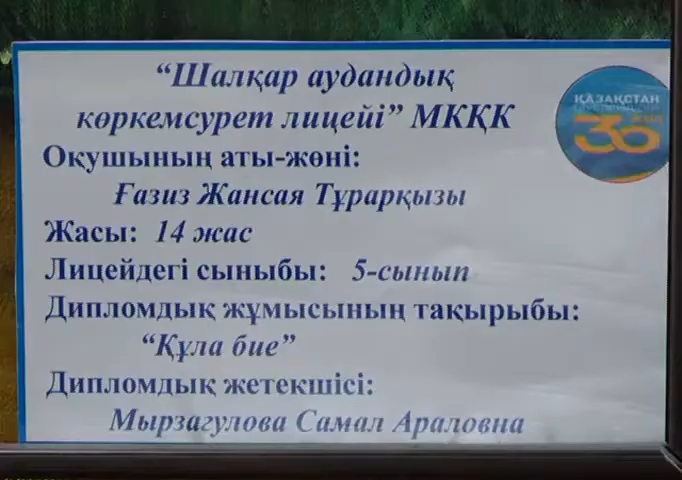 “Шалқар аудандық
көркемсурет лицейі” МКҚК
Оқушының аты-жөні:
Ғазиз Жансая Тұрарқызы
Жасы: 14 жас
Лицейдегі сыныбы: 5-сынып
Дипломдық жұмысының тақырыбы:
“Құла бие”
Дипломдық жетекшісі:
Мырзагулова Самал Араловна
ҚАЗАҚСТАН
30